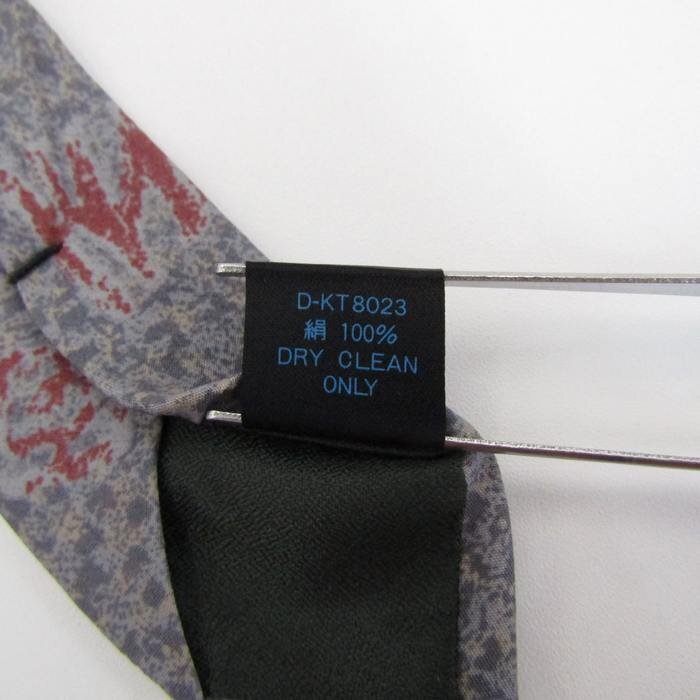 D-KT8023
絹 100%
DRY CLEAN
ONLY